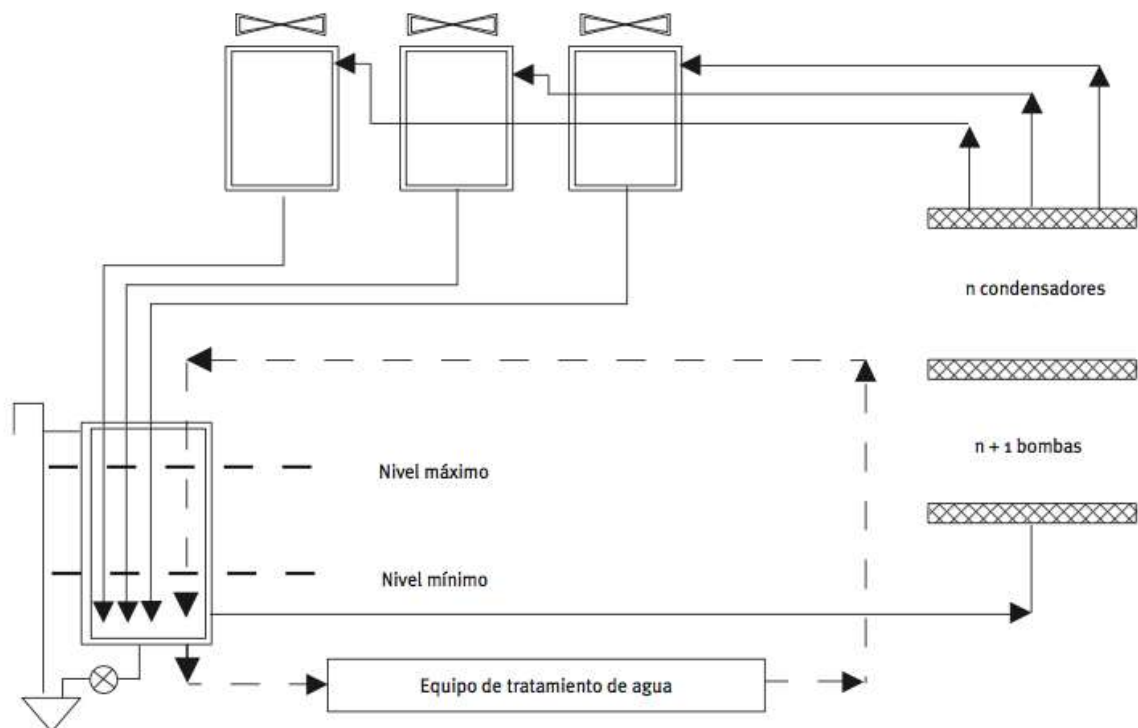 n condensadores
n + 1 bombas
Nivel máximo
Nivel mínimo
Equipo de tratamiento de agua